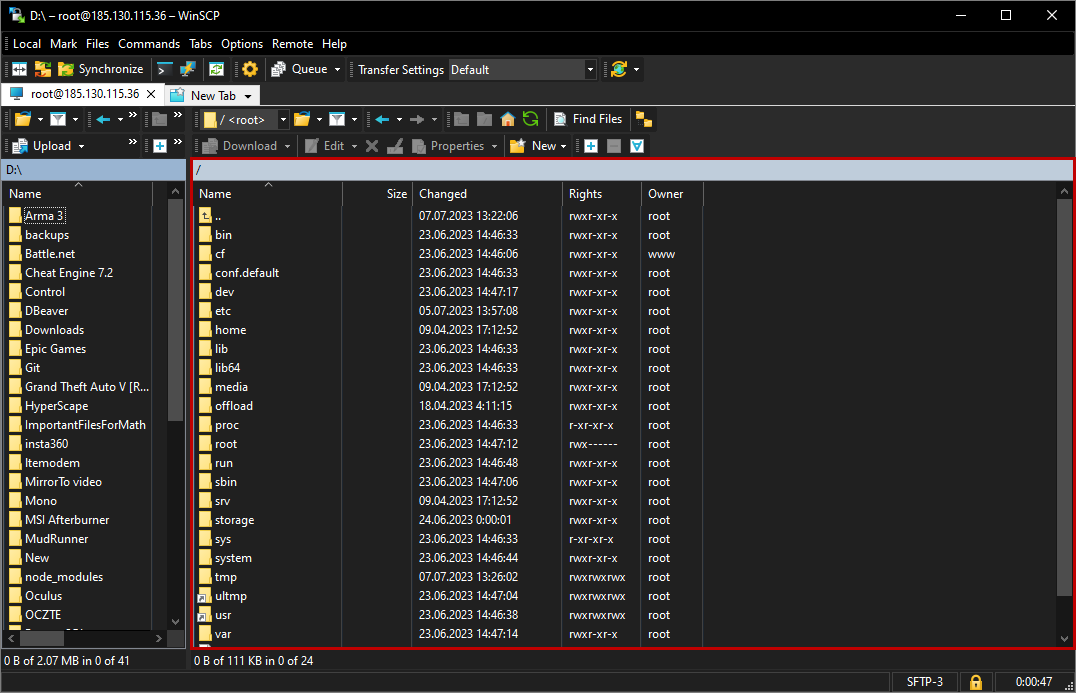 D:\ – root@185.130.115.36 – WinSCP
Local Mark Files Commands Tabs Options Remote Help
Synchronize Queue Transfer Settings Default
root@185.130.115.36 New Tab
/ <root> Find Files
Upload Download Edit Properties New
D:\
Name
Arma 3
backups
Battle.net
Cheat Engine 7.2
Control
DBeaver
Downloads
Epic Games
Git
Grand Theft Auto V [R...
HyperScape
ImportantFilesForMath
insta360
Itemodem
MirrorTo video
Mono
MSI Afterburner
MudRunner
New
node_modules
Oculus
OCZTE
0 B of 2.07 MB in 0 of 41
/
Name Size Changed Rights Owner
.. 07.07.2023 13:22:06 rwxr-xr-x root
bin 23.06.2023 14:46:33 rwxr-xr-x root
cf 23.06.2023 14:46:06 rwxr-xr-x www
conf.default 23.06.2023 14:46:33 rwxr-xr-x root
dev 23.06.2023 14:47:17 rwxr-xr-x root
etc 05.07.2023 13:57:08 rwxr-xr-x root
home 09.04.2023 17:12:52 rwxr-xr-x root
lib 23.06.2023 14:46:33 rwxr-xr-x root
lib64 23.06.2023 14:46:33 rwxr-xr-x root
media 09.04.2023 17:12:52 rwxr-xr-x root
offload 18.04.2023 4:11:15 rwxr-xr-x root
proc 23.06.2023 14:46:33 r-xr-xr-x root
root 23.06.2023 14:47:12 rwx------ root
run 23.06.2023 14:46:48 rwxr-xr-x root
sbin 23.06.2023 14:47:06 rwxr-xr-x root
srv 09.04.2023 17:12:52 rwxr-xr-x root
storage 24.06.2023 0:00:01 rwxr-xr-x root
sys 23.06.2023 14:46:33 r-xr-xr-x root
system 23.06.2023 14:46:44 rwxr-xr-x root
tmp 07.07.2023 13:26:02 rwxrwxrwx root
ultmp 23.06.2023 14:47:04 rwxrwxrwx root
usr 23.06.2023 14:46:38 rwxrwxrwx root
var 23.06.2023 14:47:14 rwxr-xr-x root
0 B of 111 KB in 0 of 24
SFTP-3 0:00:47